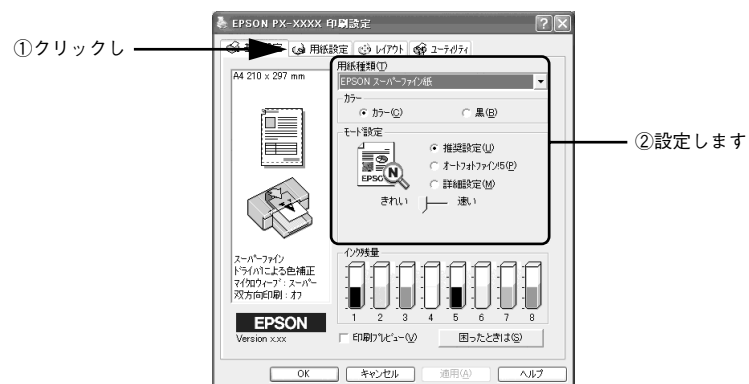 EPSON PX-XXXX 印刷設定
①クリックし
用紙設定
レイアウト
ユーティリティ
A4 210 x 297 mm
用紙種類(T)
EPSON スーパーファイン紙
カラー
カラー(C)
黒(B)
モード設定
推奨設定(U)
オートフォトファイン!5(P)
詳細設定(M)
②設定します
EPSO
N
きれい
速い
スーパーファイン
ドライバによる色補正
マイクロウィーブ : スーパー
双方向印刷 : オフ
インク残量
1 2 3 4 5 6 7 8
EPSON
Version x.xx
印刷プレビュー(V)
困ったときは(S)
OK
キャンセル
適用(A)
ヘルプ